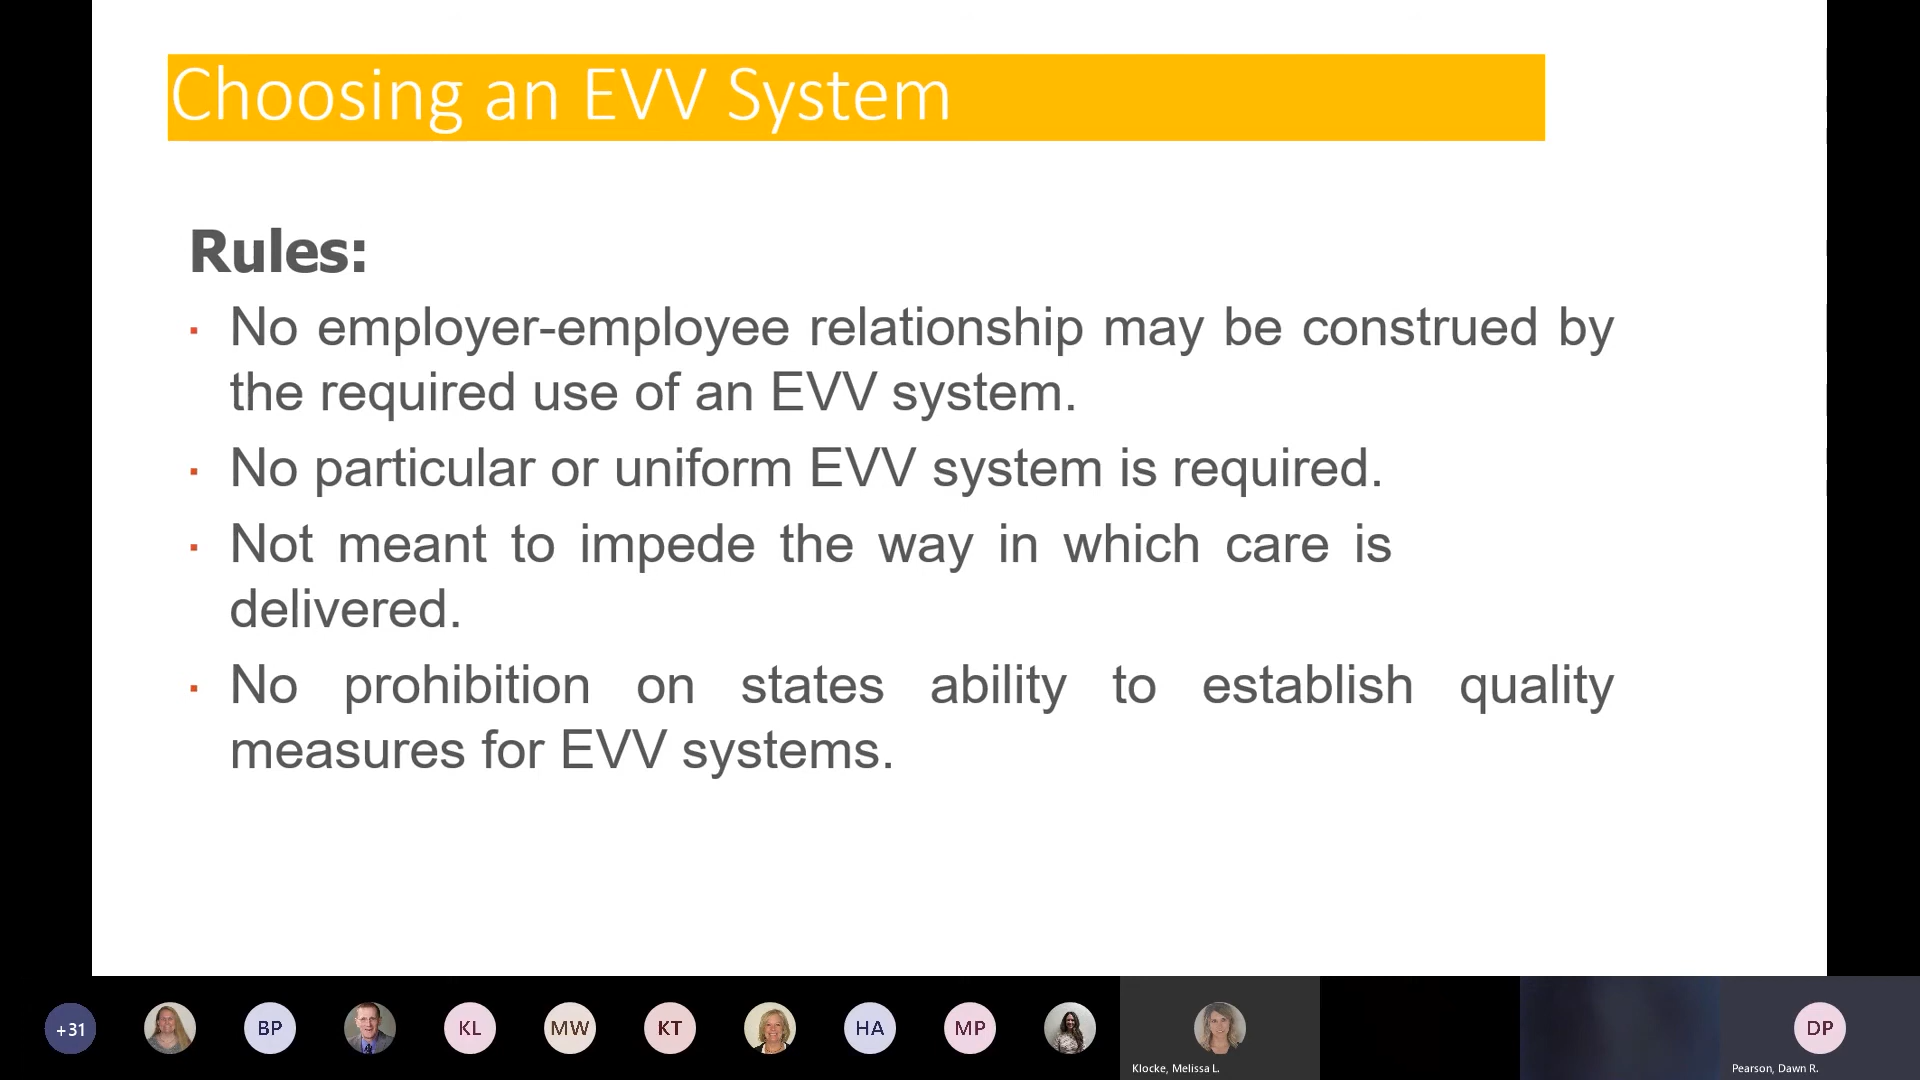 Choosing an EVV System
Rules:
· No employer-employee relationship may be construed by
the required use of an EVV system.
· No particular or uniform EVV system is required.
· Not meant to impede the way in which care is
delivered.
· No prohibition on states ability to establish quality
measures for EVV systems.
+31
BP
KL
MW
KT
HA
MP
DP
Klocke, Melissa L.
Pearson, Dawn R.